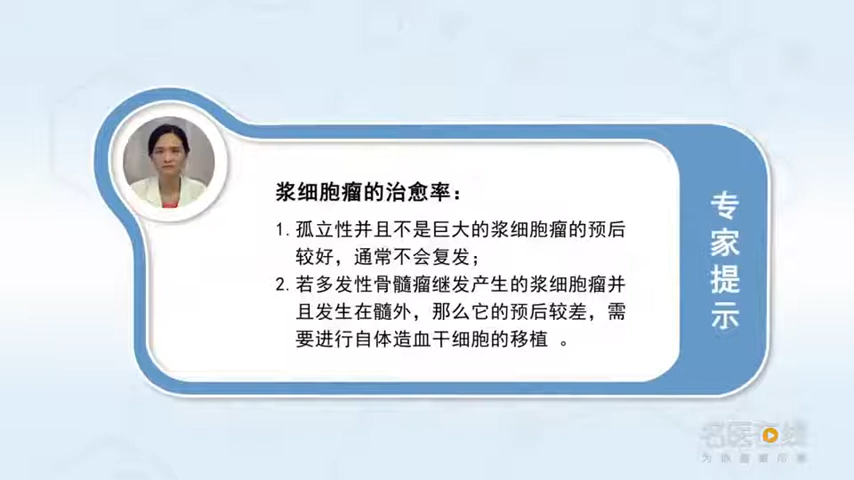 浆细胞瘤的治愈率：
1. 孤立性并且不是巨大的浆细胞瘤的预后
较好，通常不会复发；
2. 若多发性骨髓瘤继发产生的浆细胞瘤并
且发生在髓外，那么它的预后较差，需
要进行自体造血干细胞的移植 。
专家提示
名医在线